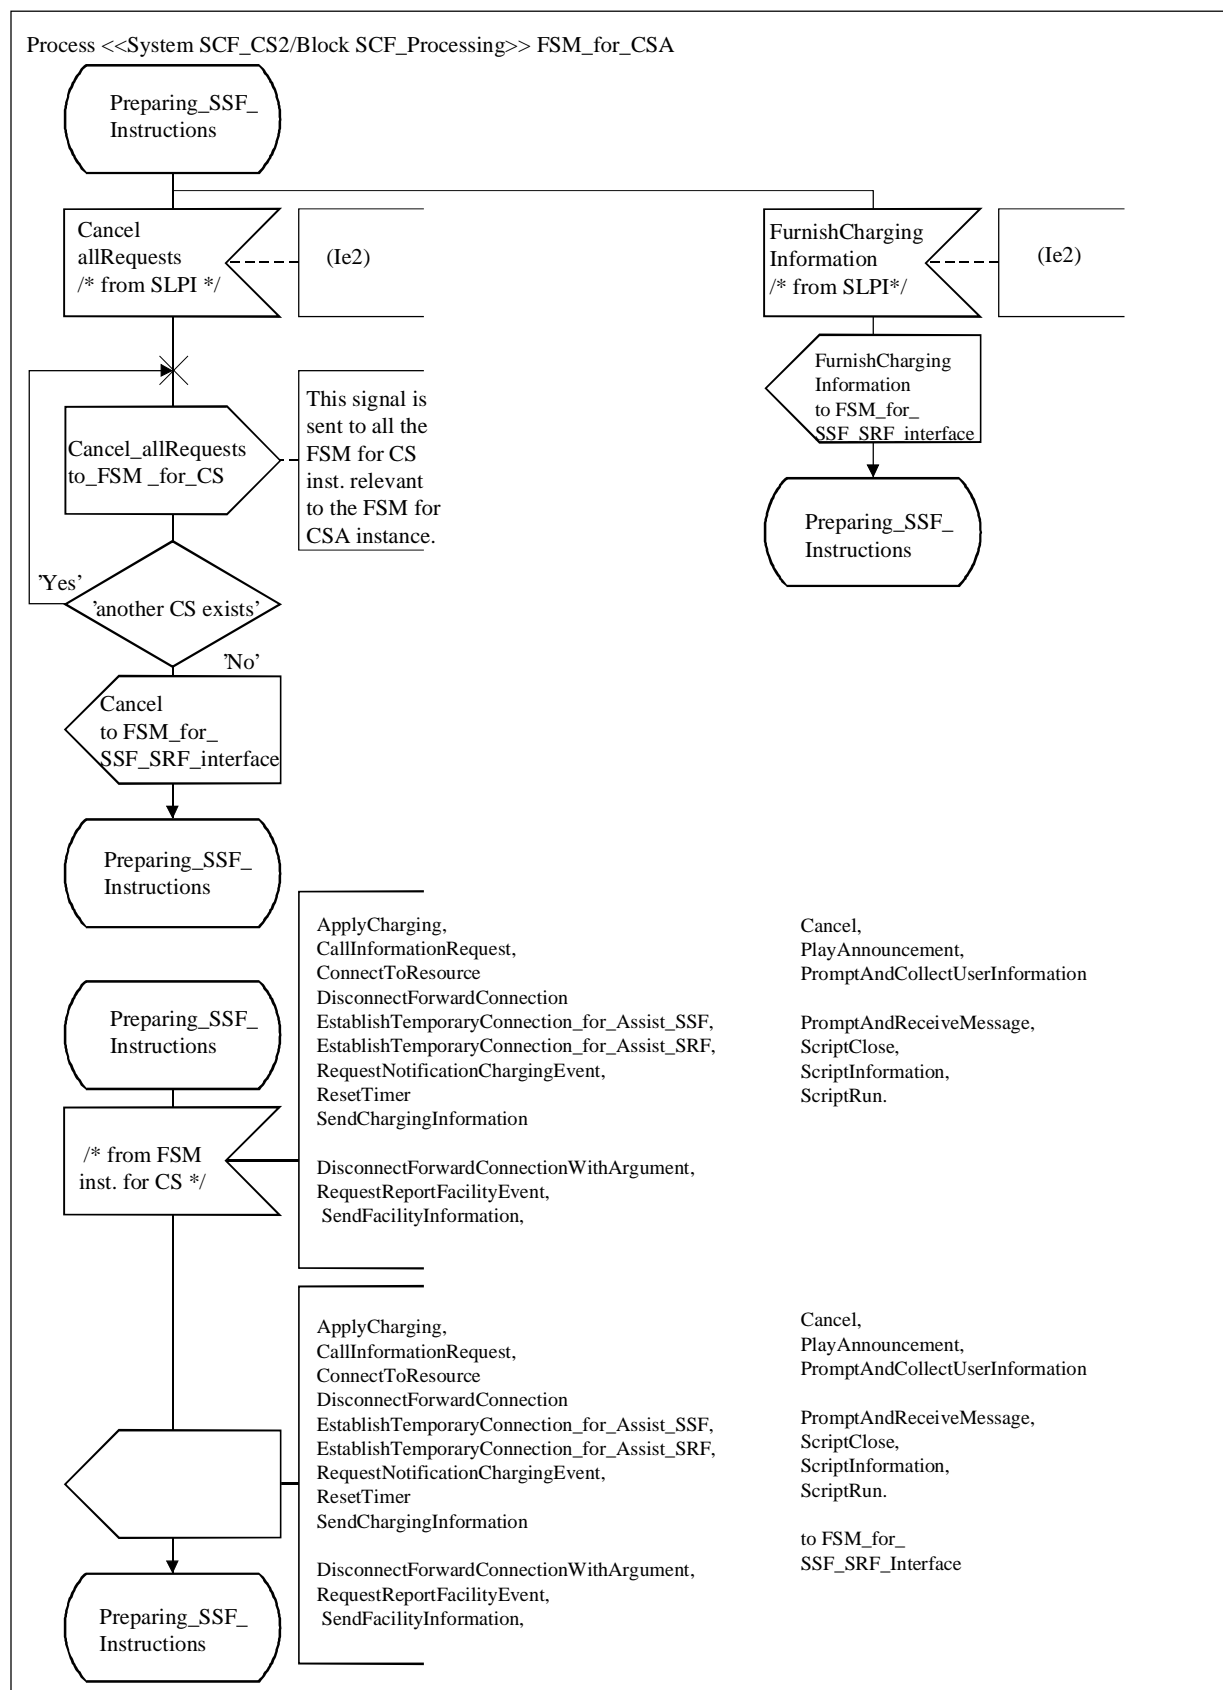 Process <<System SCF_CS2/Block SCF_Processing>> FSM_for_CSA
Preparing_SSF_
Instructions
Cancel
allRequests
/* from SLPI */
(Ie2)
FurnishCharging
Information
/* from SLPI*/
(Ie2)
FurnishCharging
Information
to FSM_for_
SSF_SRF_interface
Preparing_SSF_
Instructions
Cancel_allRequests
to_FSM _for_CS
This signal is
sent to all the
FSM for CS
inst. relevant
to the FSM for
CSA instance.
'Yes'
'another CS exists'
'No'
Cancel
to FSM_for_
SSF_SRF_interface
Preparing_SSF_
Instructions
Preparing_SSF_
Instructions
/* from FSM
inst. for CS */
ApplyCharging,
CallInformationRequest,
ConnectToResource
DisconnectForwardConnection
EstablishTemporaryConnection_for_Assist_SSF,
EstablishTemporaryConnection_for_Assist_SRF,
RequestNotificationChargingEvent,
ResetTimer
SendChargingInformation
DisconnectForwardConnectionWithArgument,
RequestReportFacilityEvent,
SendFacilityInformation,
Cancel,
PlayAnnouncement,
PromptAndCollectUserInformation
PromptAndReceiveMessage,
ScriptClose,
ScriptInformation,
ScriptRun.
ApplyCharging,
CallInformationRequest,
ConnectToResource
DisconnectForwardConnection
EstablishTemporaryConnection_for_Assist_SSF,
EstablishTemporaryConnection_for_Assist_SRF,
RequestNotificationChargingEvent,
ResetTimer
SendChargingInformation
DisconnectForwardConnectionWithArgument,
RequestReportFacilityEvent,
SendFacilityInformation,
Cancel,
PlayAnnouncement,
PromptAndCollectUserInformation
PromptAndReceiveMessage,
ScriptClose,
ScriptInformation,
ScriptRun.
to FSM_for_
SSF_SRF_Interface
Preparing_SSF_
Instructions